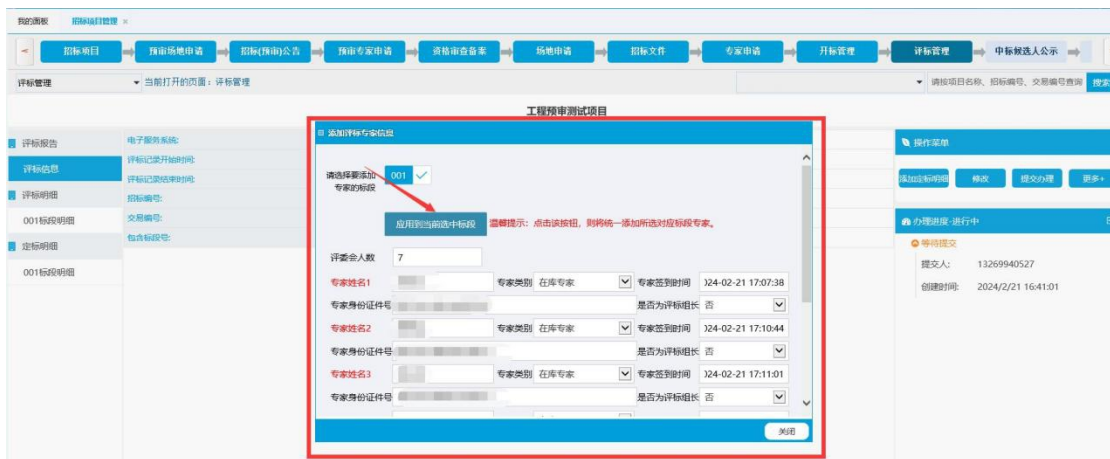 我的面板 招标项目管理 ×
< 招标项目 预审场地申请 招标(预审)公告 预审专家申请 资格审查备案 场地申请 招标文件 专家申请 开标管理 评标管理 中标候选人公示
评标管理 当前打开的页面：评标管理 请按项目名称、招标编号、交易编号查询 搜索
工程预审测试项目
评标报告
评标信息
评标明细
001标段明细
定标明细
001标段明细
电子服务系统:
评标记录开始时间:
评标记录结束时间:
招标编号:
交易编号:
包含标段号:
添加评标专家信息
请选择要添加专家的标段 001
应用到当前选中标段 温馨提示：点击该按钮，则将统一添加所选对应标段专家。
评委会人数 7
专家姓名1 专家类别 在库专家 专家签到时间 024-02-21 17:07:38
专家身份证件号 是否为评标组长 否
专家姓名2 专家类别 在库专家 专家签到时间 024-02-21 17:10:44
专家身份证件号 是否为评标组长 否
专家姓名3 专家类别 在库专家 专家签到时间 024-02-21 17:11:01
专家身份证件号 是否为评标组长 否
关闭
操作菜单
添加定标明细 修改 提交办理 更多+
办理进度-进行中
等待提交
提交人: 13269940527
创建时间: 2024/2/21 16:41:01